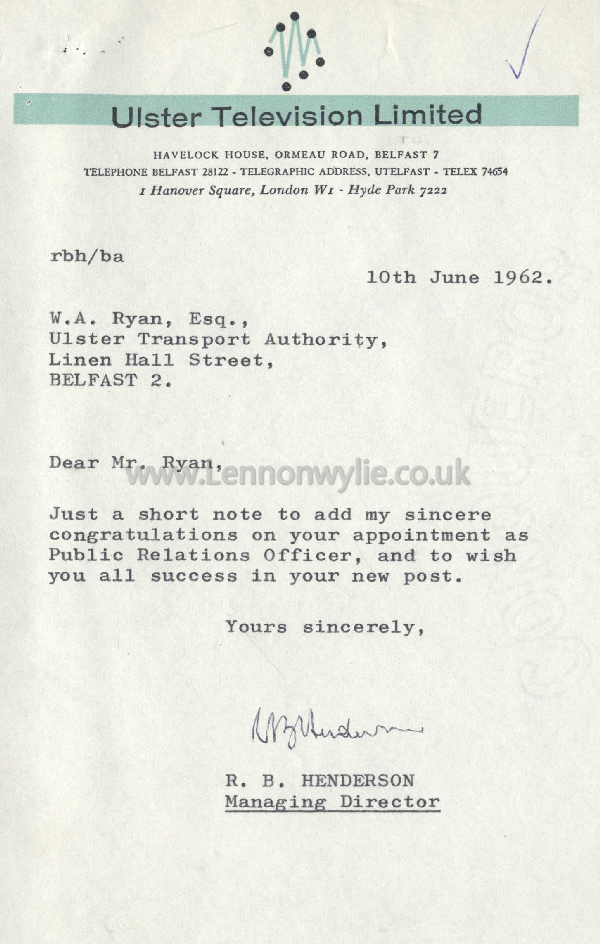 Ulster Television Limited
HAVELOCK HOUSE, ORMEAU ROAD, BELFAST 7
TELEPHONE BELFAST 28122 - TELEGRAPHIC ADDRESS, UTELFAST - TELEX 74654
1 Hanover Square, London W1 - Hyde Park 7222
rbh/ba
10th June 1962.
W.A. Ryan, Esq.,
Ulster Transport Authority,
Linen Hall Street,
BELFAST 2.
Dear Mr. Ryan,
www.Lennonwylie.co.uk
Just a short note to add my sincere
congratulations on your appointment as
Public Relations Officer, and to wish
you all success in your new post.
Yours sincerely,
R B Henderson
R. B. HENDERSON
Managing Director